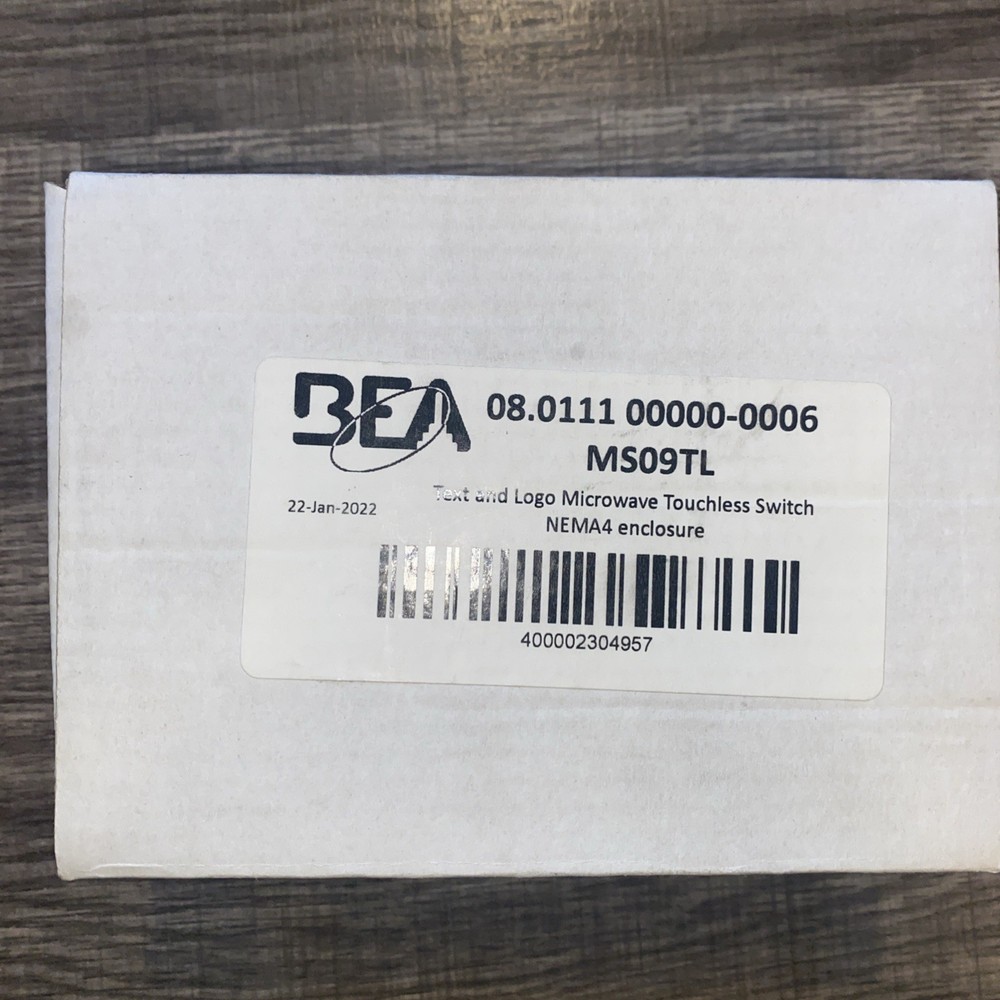 BEA
08.0111 00000-0006
MS09TL
Text and Logo Microwave Touchless Switch
22-Jan-2022
NEMA4 enclosure
400002304957